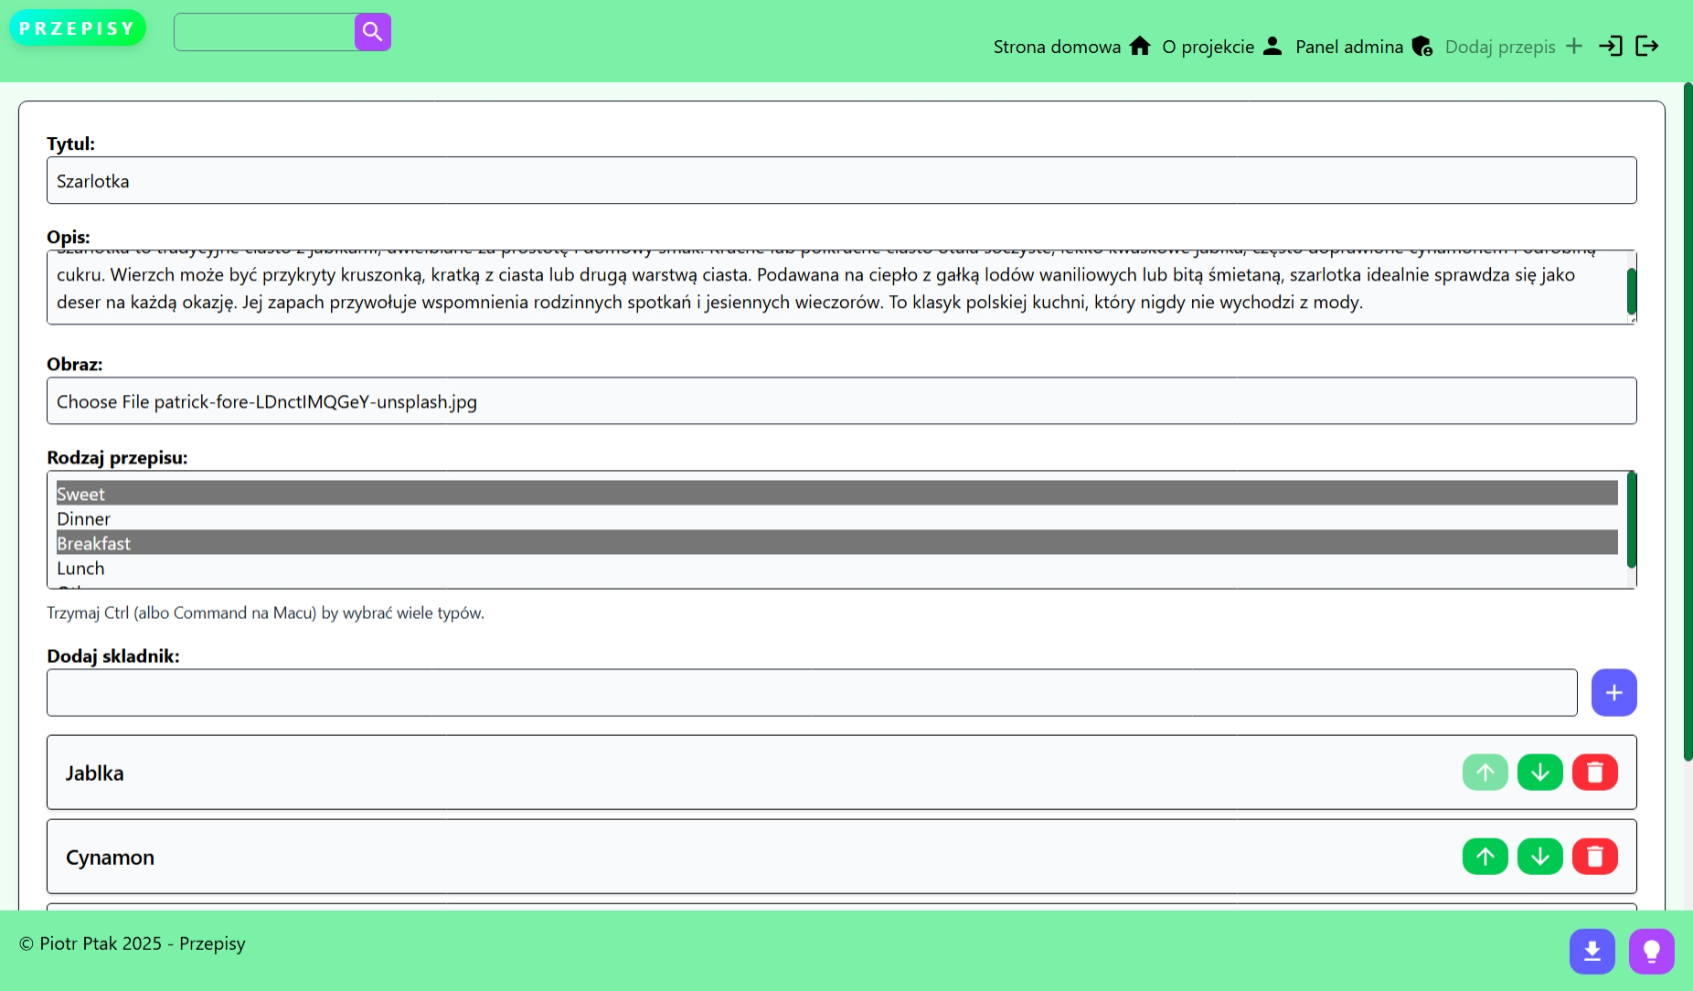 PRZEPISY
Strona domowa O projekcie Panel admina Dodaj przepis
Tytul:
Szarlotka
Opis:
cukru. Wierzch może być przykryty kruszonką, kratką z ciasta lub drugą warstwą ciasta. Podawana na ciepło z gałką lodów waniliowych lub bitą śmietaną, szarlotka idealnie sprawdza się jako
deser na każdą okazję. Jej zapach przywołuje wspomnienia rodzinnych spotkań i jesiennych wieczorów. To klasyk polskiej kuchni, który nigdy nie wychodzi z mody.
Obraz:
Choose File patrick-fore-LDnctIMQGeY-unsplash.jpg
Rodzaj przepisu:
Sweet
Dinner
Breakfast
Lunch
Trzymaj Ctrl (albo Command na Macu) by wybrać wiele typów.
Dodaj skladnik:
Jablka
Cynamon
© Piotr Ptak 2025 - Przepisy